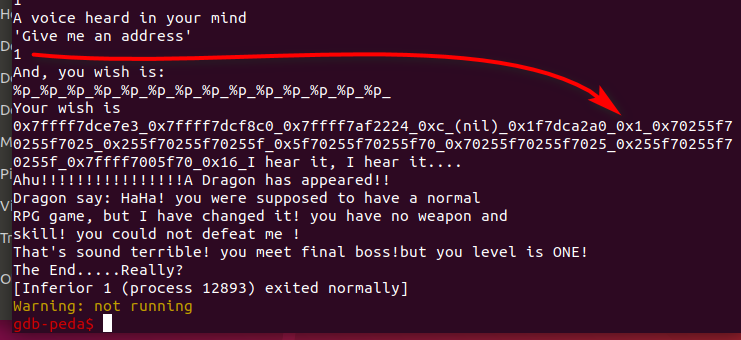 1
A voice heard in your mind
'Give me an address'
1
And, you wish is:
%p_%p_%p_%p_%p_%p_%p_%p_%p_%p_%p_%p_%p_%p_
Your wish is
0x7ffff7dce7e3_0x7ffff7dcf8c0_0x7ffff7af2224_0xc_(nil)_0x1f7dca2a0_0x1_0x70255f7
0255f7025_0x255f70255f70255f_0x5f70255f70255f70_0x70255f70255f7025_0x255f70255f7
0255f_0x7ffff7005f70_0x16_I hear it, I hear it....
Ahu!!!!!!!!!!!!!!!!A Dragon has appeared!!
Dragon say: HaHa! you were supposed to have a normal
RPG game, but I have changed it! you have no weapon and
skill! you could not defeat me !
That's sound terrible! you meet final boss!but you level is ONE!
The End.....Really?
[Inferior 1 (process 12893) exited normally]
Warning: not running
gdb-peda$